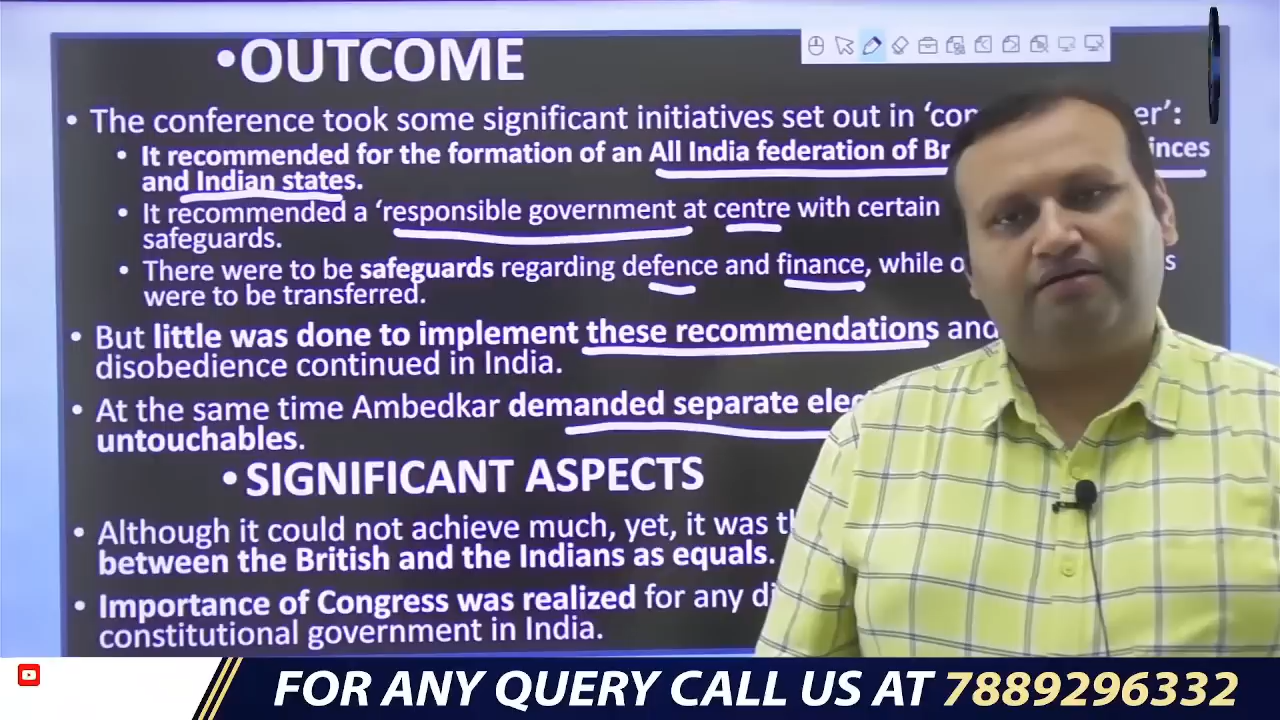 •OUTCOME
• The conference took some significant initiatives set out in ‘con er’:
• It recommended for the formation of an All India federation of Br inces
and Indian states.
• It recommended a ‘responsible government at centre with certain
safeguards.
• There were to be safeguards regarding defence and finance, while o s
were to be transferred.
• But little was done to implement these recommendations and
disobedience continued in India.
• At the same time Ambedkar demanded separate elec
untouchables.
•SIGNIFICANT ASPECTS
• Although it could not achieve much, yet, it was th
between the British and the Indians as equals.
• Importance of Congress was realized for any di
constitutional government in India.
FOR ANY QUERY CALL US AT 7889296332